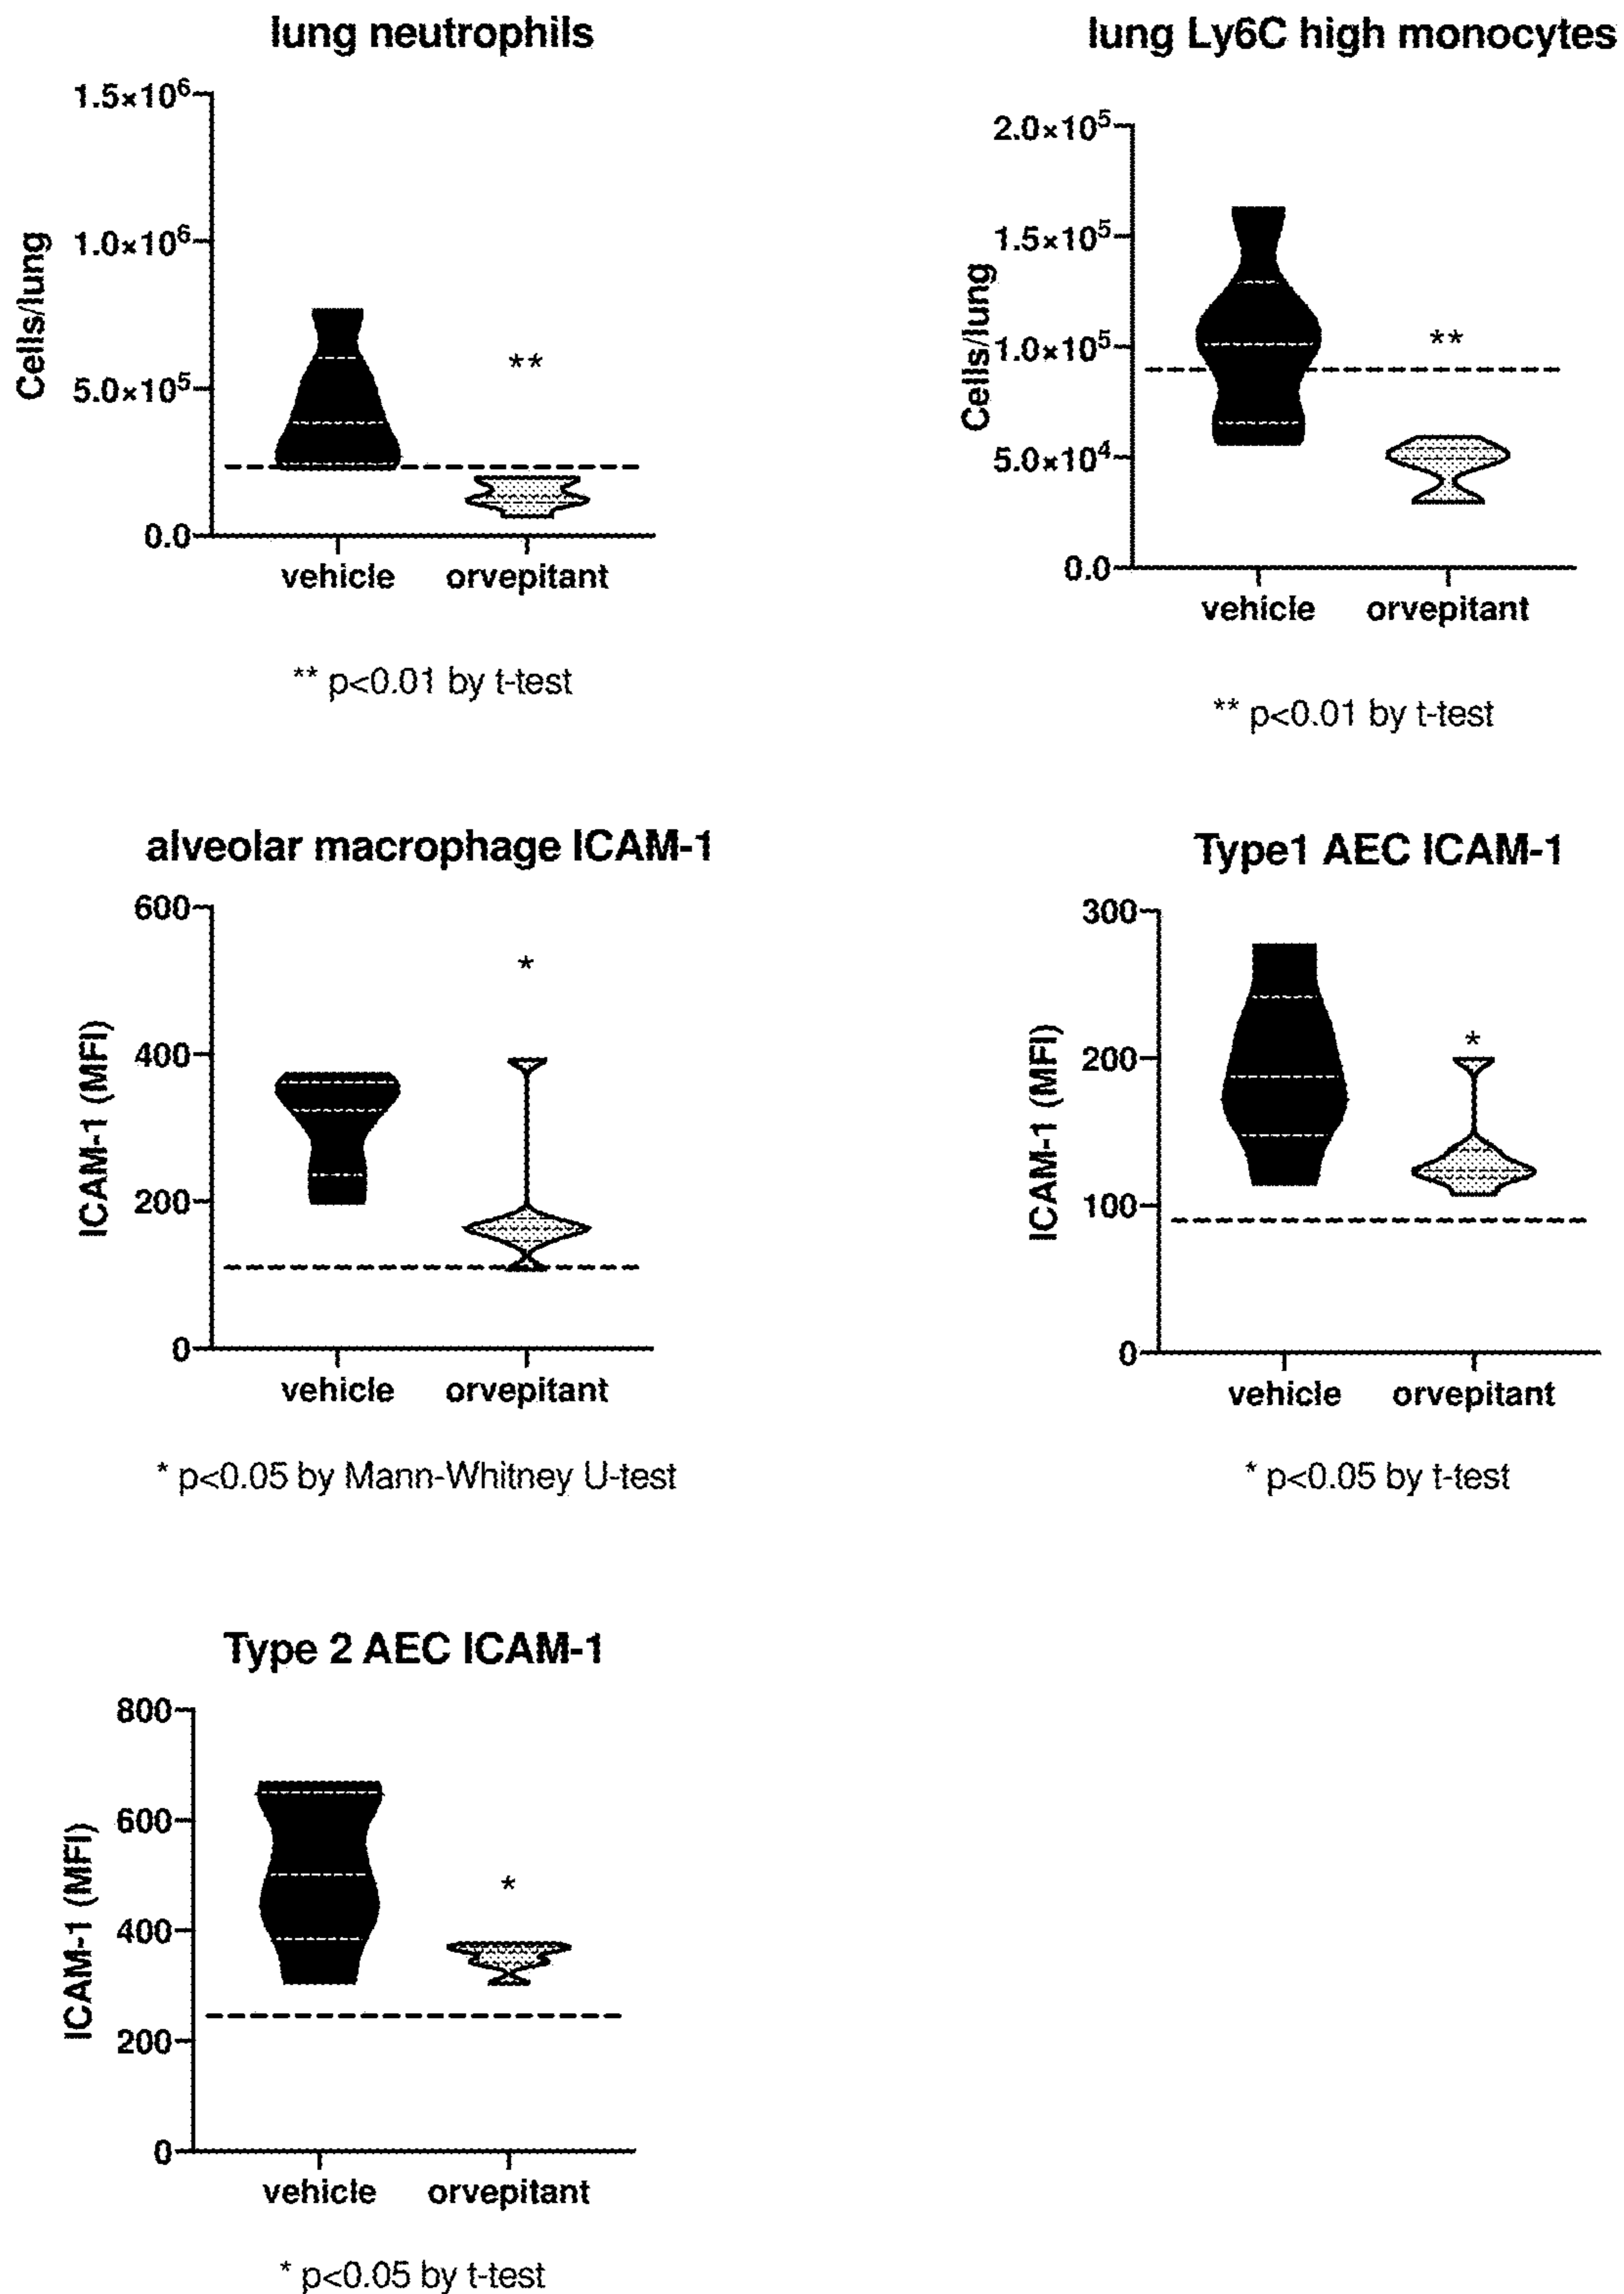 lung neutrophils
1.5×10⁶
1.0×10⁶
5.0×10⁵
0.0
Cells/lung
**
vehicle orvepitant
** p<0.01 by t-test
lung Ly6C high monocytes
2.0×10⁵
1.5×10⁵
1.0×10⁵
5.0×10⁴
0.0
Cells/lung
**
vehicle orvepitant
** p<0.01 by t-test
alveolar macrophage ICAM-1
600
400
200
0
ICAM-1 (MFI)
*
vehicle orvepitant
* p<0.05 by Mann-Whitney U-test
Type1 AEC ICAM-1
300
200
100
0
ICAM-1 (MFI)
*
vehicle orvepitant
* p<0.05 by t-test
Type 2 AEC ICAM-1
800
600
400
200
0
ICAM-1 (MFI)
*
vehicle orvepitant
* p<0.05 by t-test